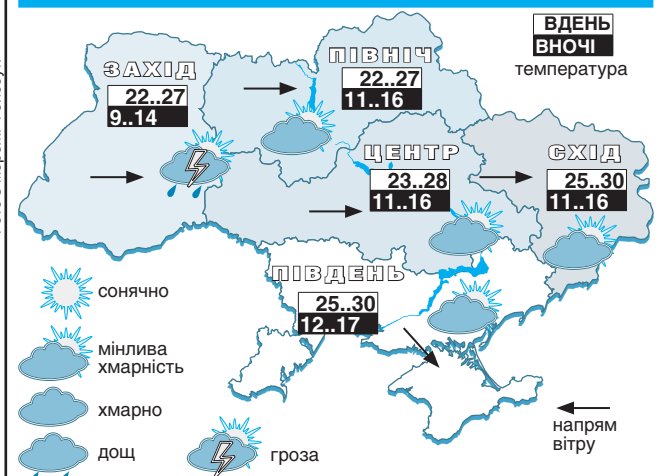 ВДЕНЬ
ВНОЧІ
температура
ЗАХІД
22..27
9..14
ПІВНІЧ
22..27
11..16
ЦЕНТР
23..28
11..16
СХІД
25..30
11..16
ПІВДЕНЬ
25..30
12..17
сонячно
мінлива
хмарність
хмарно
дощ
гроза
напрям
вітру